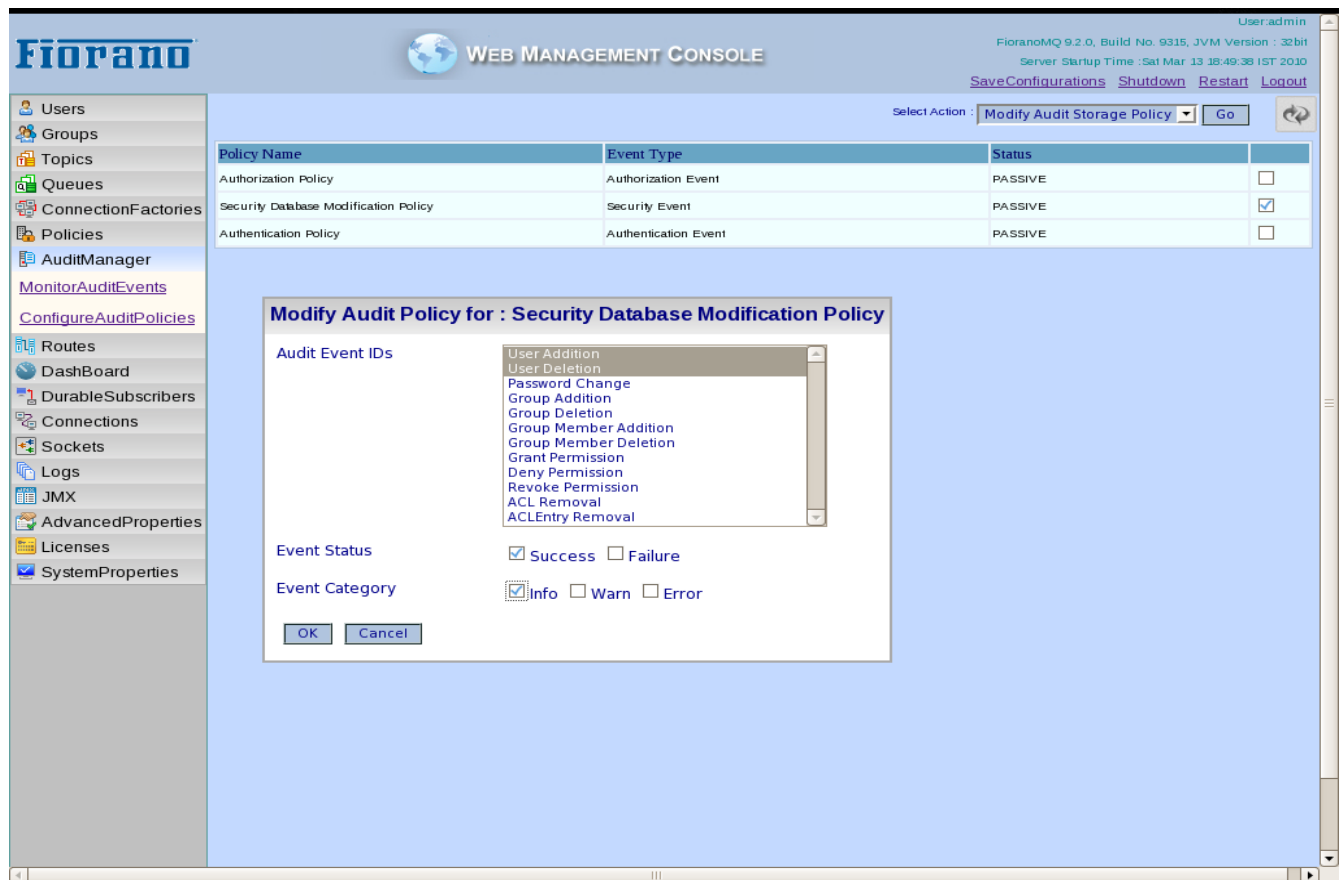 User:admin
Fiorano
WEB MANAGEMENT CONSOLE
FioranoMQ 9.2.0, Build No. 9315, JVM Version : 32bit
Server Startup Time :Sat Mar 13 18:49:38 IST 2010
SaveConfigurations Shutdown Restart Logout
Users
Groups
Topics
Queues
ConnectionFactories
Policies
AuditManager
MonitorAuditEvents
ConfigureAuditPolicies
Routes
DashBoard
DurableSubscribers
Connections
Sockets
Logs
JMX
AdvancedProperties
Licenses
SystemProperties
Select Action : Modify Audit Storage Policy Go
Policy Name Event Type Status
Authorization Policy Authorization Event PASSIVE
Security Database Modification Policy Security Event PASSIVE
Authentication Policy Authentication Event PASSIVE
Modify Audit Policy for : Security Database Modification Policy
Audit Event IDs
User Addition
User Deletion
Password Change
Group Addition
Group Deletion
Group Member Addition
Group Member Deletion
Grant Permission
Deny Permission
Revoke Permission
ACL Removal
ACLEntry Removal
Event Status Success Failure
Event Category Info Warn Error
OK Cancel